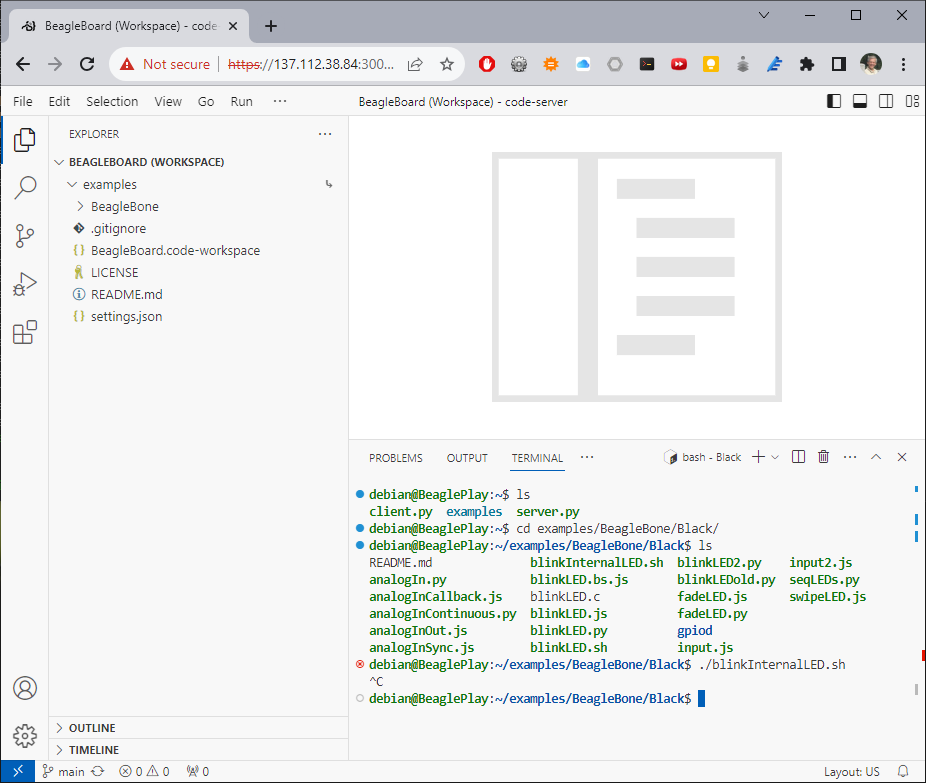 BeagleBoard (Workspace) - code-
Not secure https://137.112.38.84:300...
File Edit Selection View Go Run ··· BeagleBoard (Workspace) - code-server
EXPLORER ···
BEAGLEBOARD (WORKSPACE)
examples
BeagleBone
.gitignore
{} BeagleBoard.code-workspace
LICENSE
README.md
{} settings.json
OUTLINE
TIMELINE
PROBLEMS OUTPUT TERMINAL ··· bash - Black ···
debian@BeaglePlay:~$ ls
client.py examples server.py
debian@BeaglePlay:~$ cd examples/BeagleBone/Black/
debian@BeaglePlay:~/examples/BeagleBone/Black$ ls
README.md blinkInternalLED.sh blinkLED2.py input2.js
analogIn.py blinkLED.bs.js blinkLEDold.py seqLEDs.py
analogInCallback.js blinkLED.c fadeLED.js swipeLED.js
analogInContinuous.py blinkLED.js fadeLED.py
analogInOut.js blinkLED.py gpiod
analogInSync.js blinkLED.sh input.js
debian@BeaglePlay:~/examples/BeagleBone/Black$ ./blinkInternalLED.sh
^C
debian@BeaglePlay:~/examples/BeagleBone/Black$
main 0 0 0 Layout: US